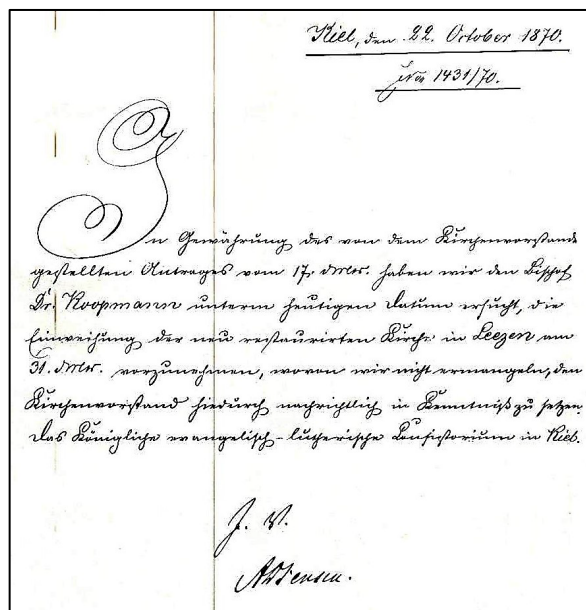 Kiel, den 22. October 1870.
JNo 1431/70.
In Gewährung des von dem Kirchenvorstande
gestellten Antrages vom 17. d. Mts. haben wir den Bischof
Dr. Koopmann unterm heutigen Datum ersucht, die
Einweihung der neu restaurirten Kirche in Leezen am
31. d. Mts. vorzunehmen, wovon wir nicht ermangeln, den
Kirchenvorstand hiedurch nachrichtlich in Kenntniß zu setzen.
Das Königliche evangelisch-lutherische Consistorium in Kiel.
J. V.